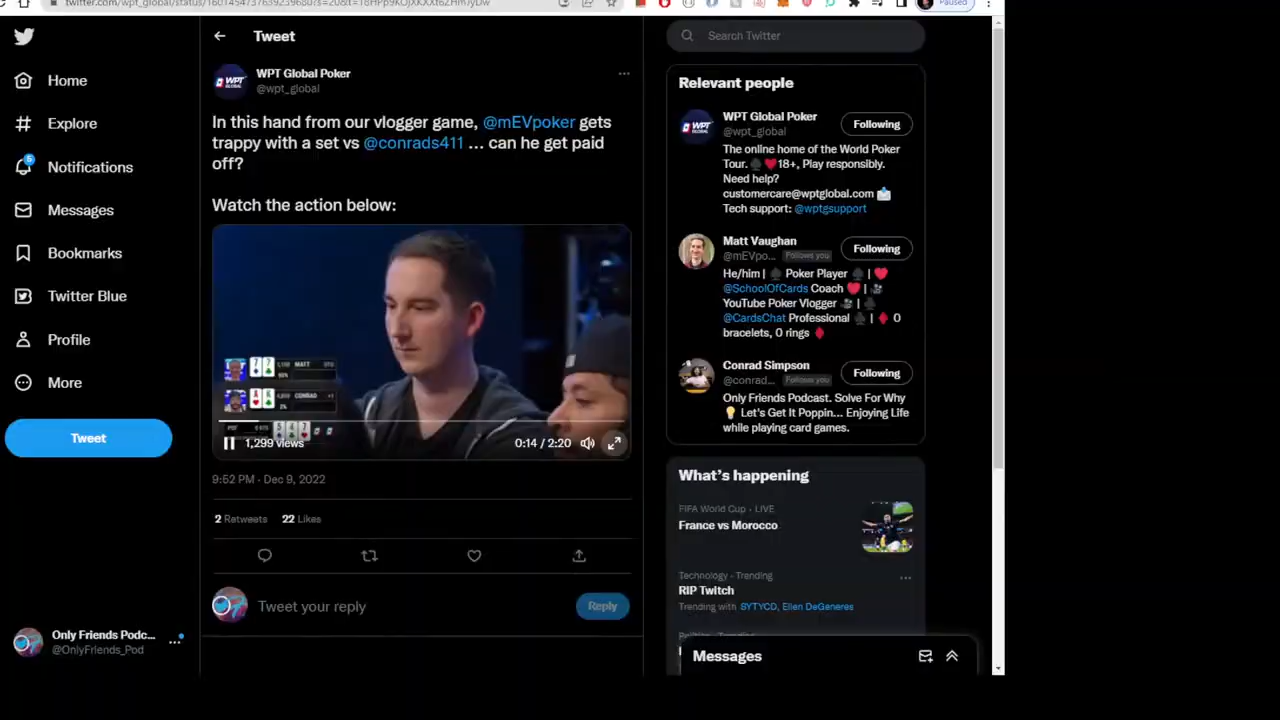 twitter.com/wpt_global/status/
Paused
Tweet
Search Twitter
Home
Explore
5
Notifications
Messages
Bookmarks
Twitter Blue
Profile
More
Tweet
Only Friends Podc...
@OnlyFriends_Pod
WPT Global Poker
@wpt_global
In this hand from our vlogger game, @mEVpoker gets
trappy with a set vs @conrads411 ... can he get paid
off?
Watch the action below:
MATT
CONRAD
POT
1,299 views
0:14 / 2:20
9:52 PM · Dec 9, 2022
2 Retweets 22 Likes
Tweet your reply
Reply
Relevant people
WPT Global Poker
@wpt_global
Following
The online home of the World Poker
Tour. 18+, Play responsibly.
Need help?
customercare@wptglobal.com
Tech support: @wptgsupport
Matt Vaughan
@mEVpo... Follows you
Following
He/him | Poker Player |
@SchoolOfCards Coach |
YouTube Poker Vlogger |
@CardsChat Professional | 0
bracelets, 0 rings
Conrad Simpson
@conrad... Follows you
Following
Only Friends Podcast. Solve For Why
Let's Get It Poppin... Enjoying Life
while playing card games.
What's happening
FIFA World Cup · LIVE
France vs Morocco
Technology · Trending
RIP Twitch
Trending with SYTYCD, Ellen DeGeneres
Messages